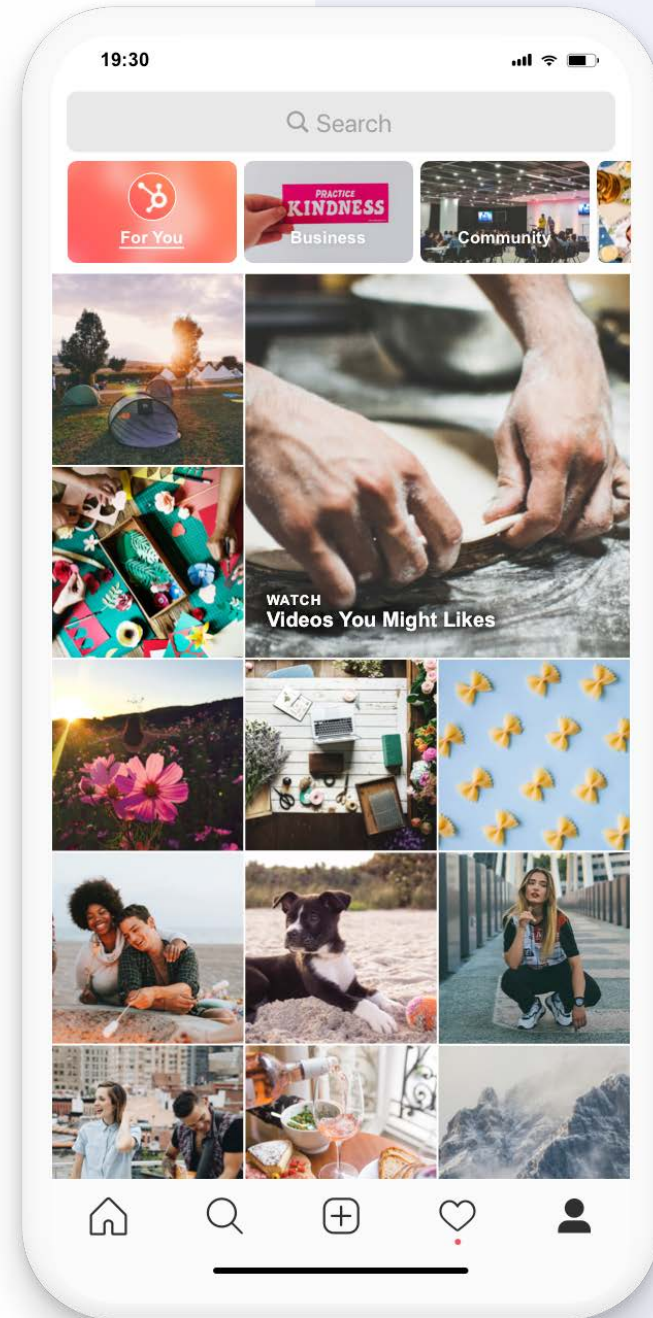 19:30
Search
For You
PRACTICE
KINDNESS
Business
Community
WATCH
Videos You Might Likes